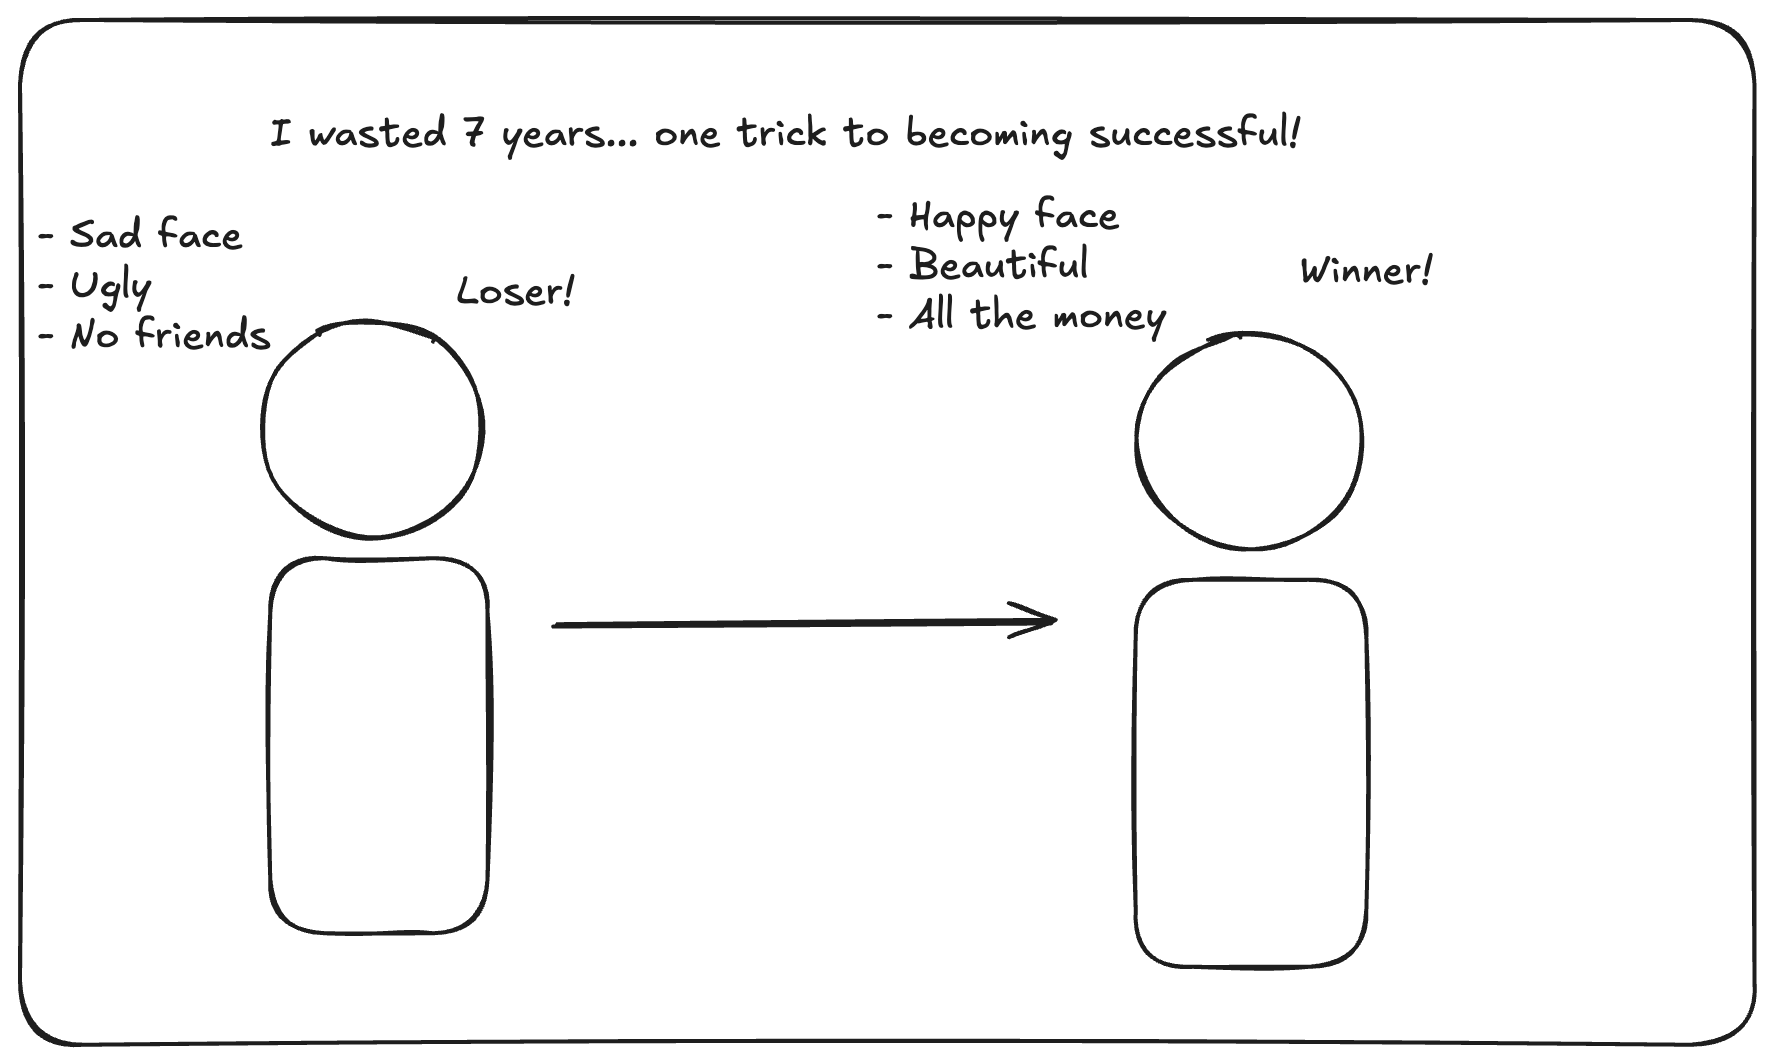 I wasted 7 years... one trick to becoming successful!
- Sad face
- Ugly
- No friends
Loser!
- Happy face
- Beautiful
- All the money
Winner!